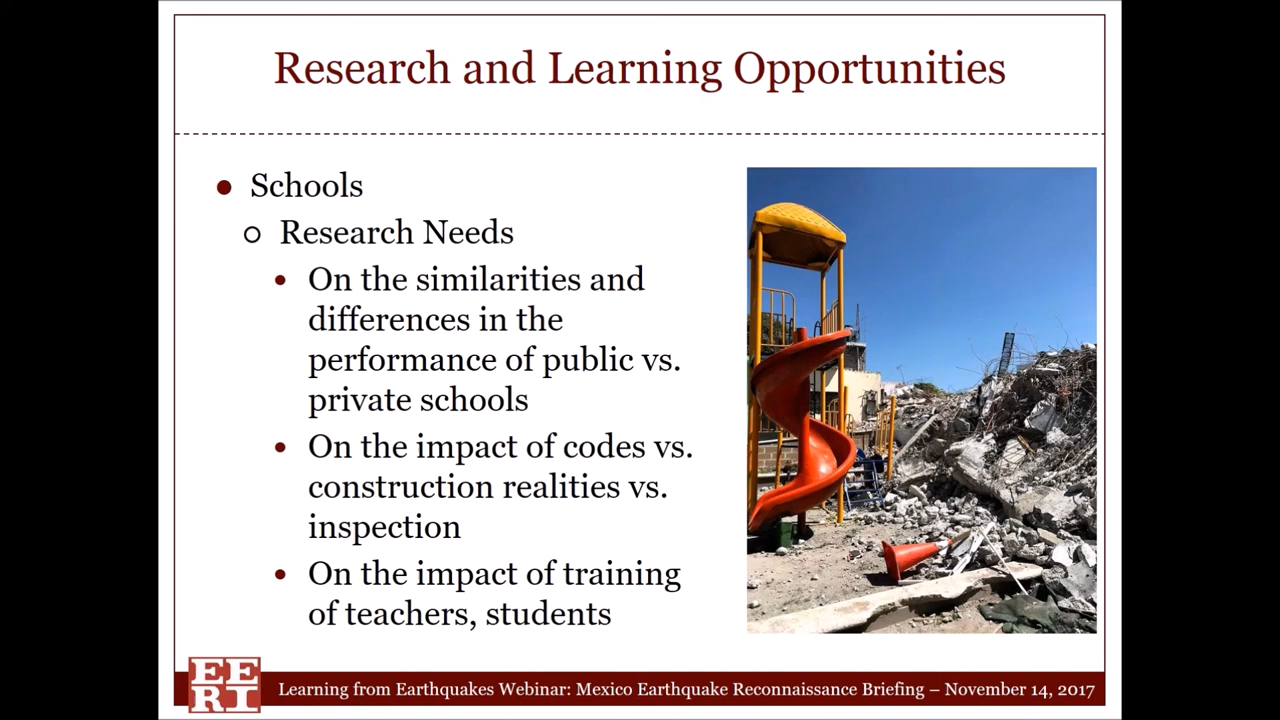 Research and Learning Opportunities
Schools
Research Needs
On the similarities and
differences in the
performance of public vs.
private schools
On the impact of codes vs.
construction realities vs.
inspection
On the impact of training
of teachers, students
EE
RI
Learning from Earthquakes Webinar: Mexico Earthquake Reconnaissance Briefing – November 14, 2017